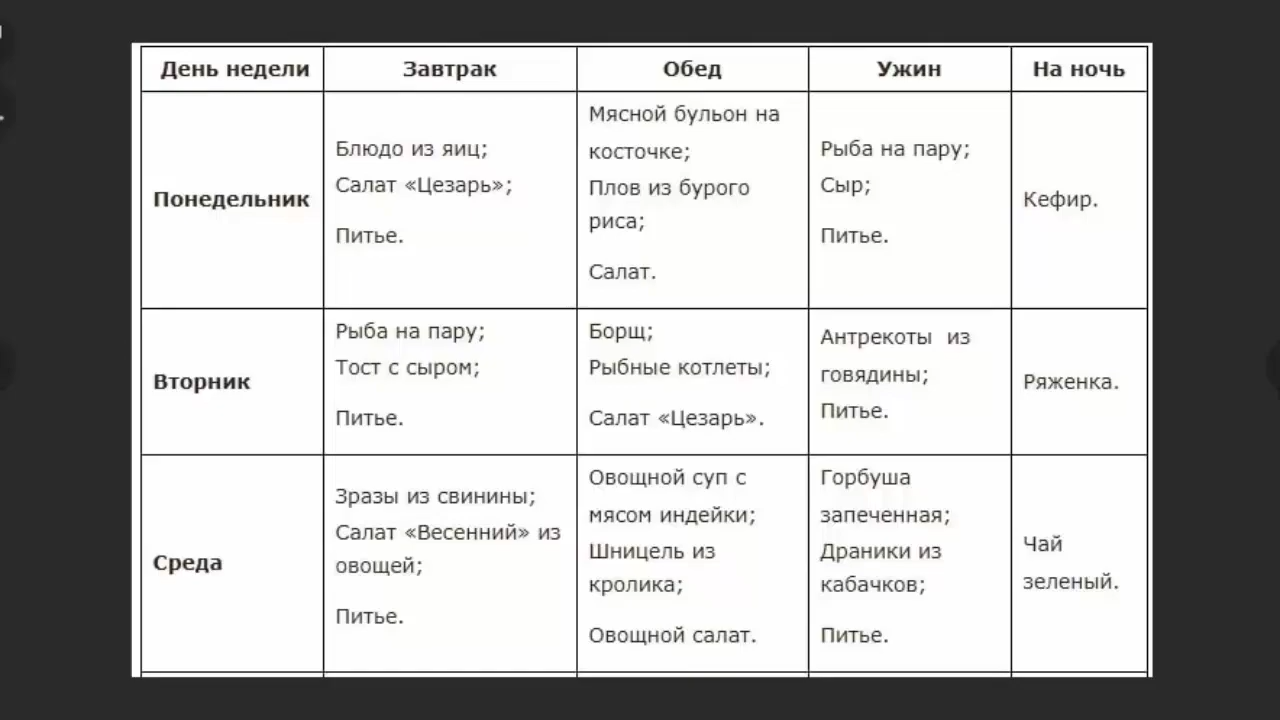 День недели
Завтрак
Обед
Ужин
На ночь
Понедельник
Блюдо из яиц;
Салат «Цезарь»;
Питье.
Мясной бульон на
косточке;
Плов из бурого
риса;
Салат.
Рыба на пару;
Сыр;
Питье.
Кефир.
Вторник
Рыба на пару;
Тост с сыром;
Питье.
Борщ;
Рыбные котлеты;
Салат «Цезарь».
Антрекоты из
говядины;
Питье.
Ряженка.
Среда
Зразы из свинины;
Салат «Весенний» из
овощей;
Питье.
Овощной суп с
мясом индейки;
Шницель из
кролика;
Овощной салат.
Горбуша
запеченная;
Драники из
кабачков;
Питье.
Чай
зеленый.